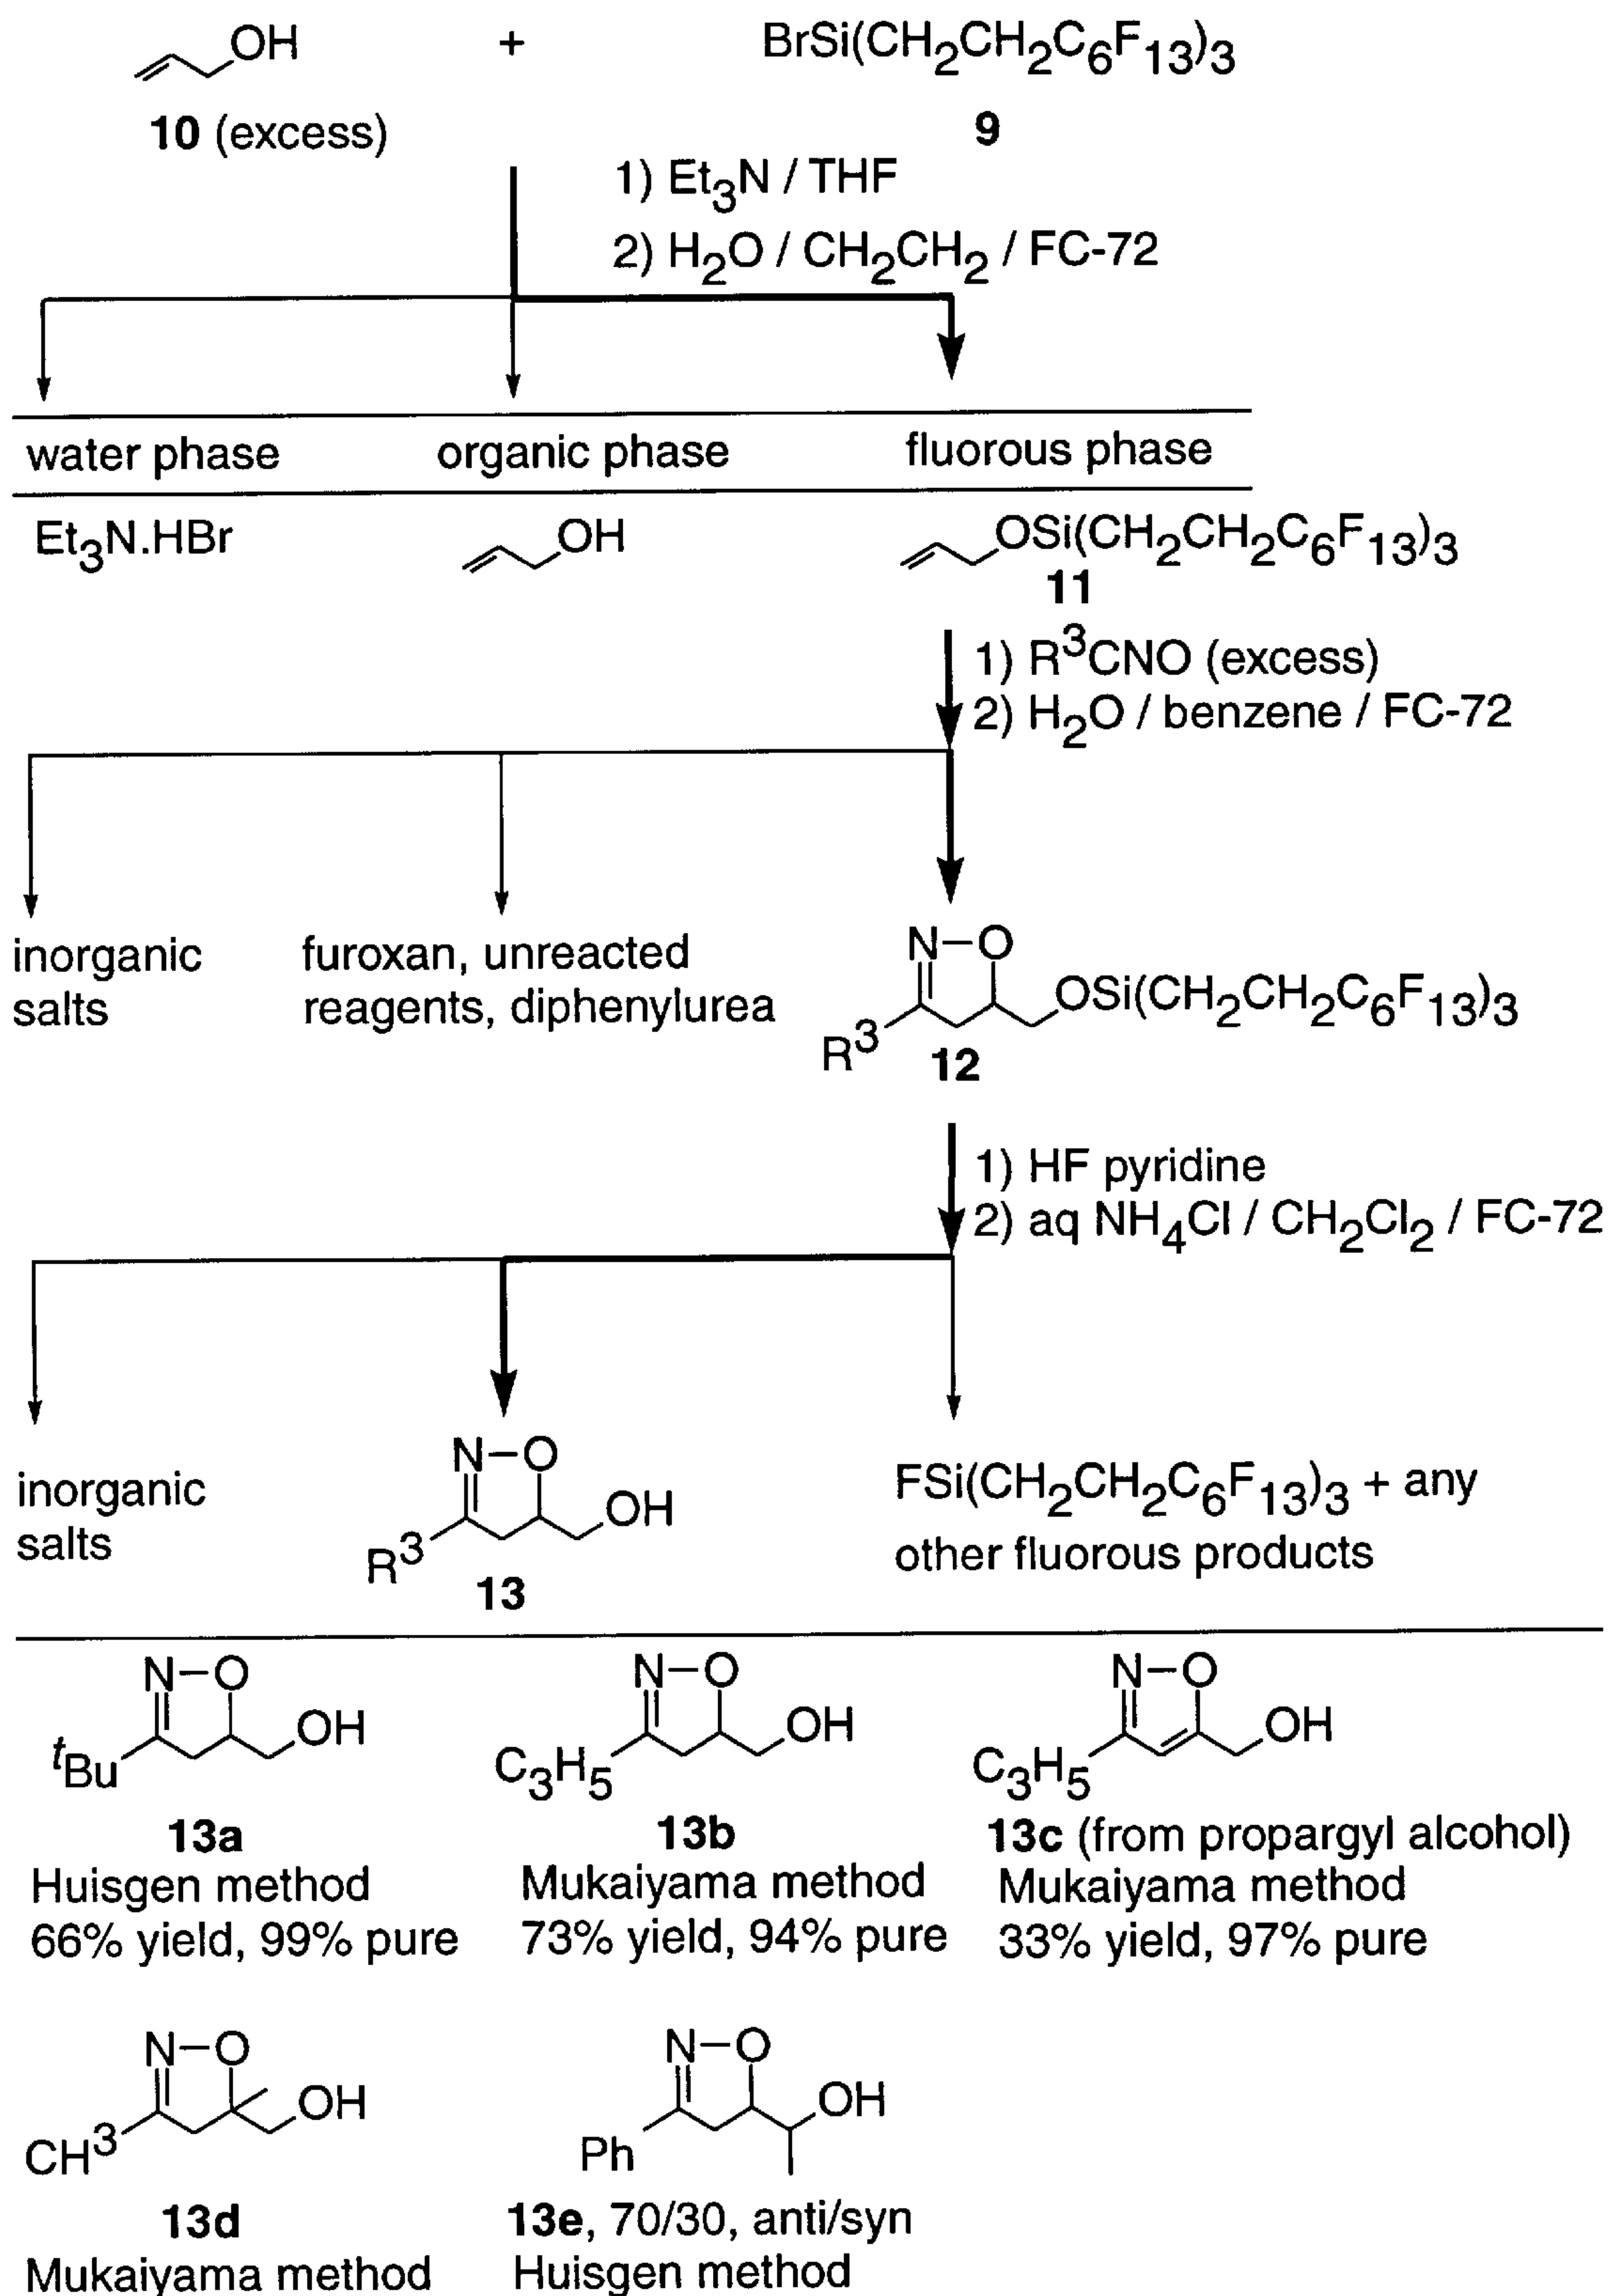 OH + BrSi(CH2CH2C6F13)3
10 (excess) 9
1) Et3N / THF
2) H2O / CH2CH2 / FC-72
water phase organic phase fluorous phase
Et3N.HBr OH OSi(CH2CH2C6F13)3
11
1) R3CNO (excess)
2) H2O / benzene / FC-72
inorganic
salts
furoxan, unreacted
reagents, diphenylurea
N-O
OSi(CH2CH2C6F13)3
R3
12
1) HF pyridine
2) aq NH4Cl / CH2Cl2 / FC-72
inorganic
salts
N-O
OH
R3
13
FSi(CH2CH2C6F13)3 + any
other fluorous products
N-O
OH
tBu
13a
Huisgen method
66% yield, 99% pure
N-O
OH
C3H5
13b
Mukaiyama method
73% yield, 94% pure
N-O
OH
C3H5
13c (from propargyl alcohol)
Mukaiyama method
33% yield, 97% pure
N-O
OH
CH3
13d
Mukaiyama method
N-O
OH
Ph
13e, 70/30, anti/syn
Huisgen method